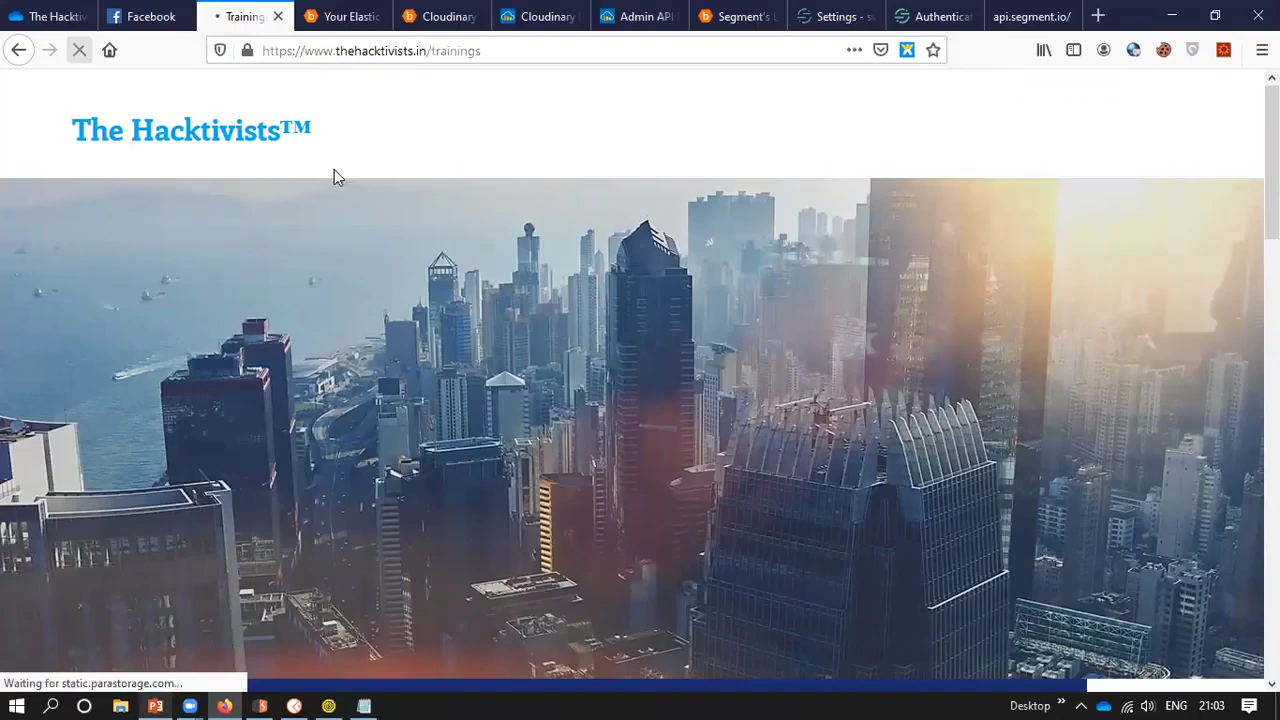 The Hacktiv
Facebook
Training
Your Elastic
Cloudinary
Cloudinary
Admin API
Segment's
Settings - s
Authenticat
api.segment.io/
https://www.thehacktivists.in/trainings
The Hacktivists™
Waiting for static.parastorage.com...
Desktop
ENG
21:03